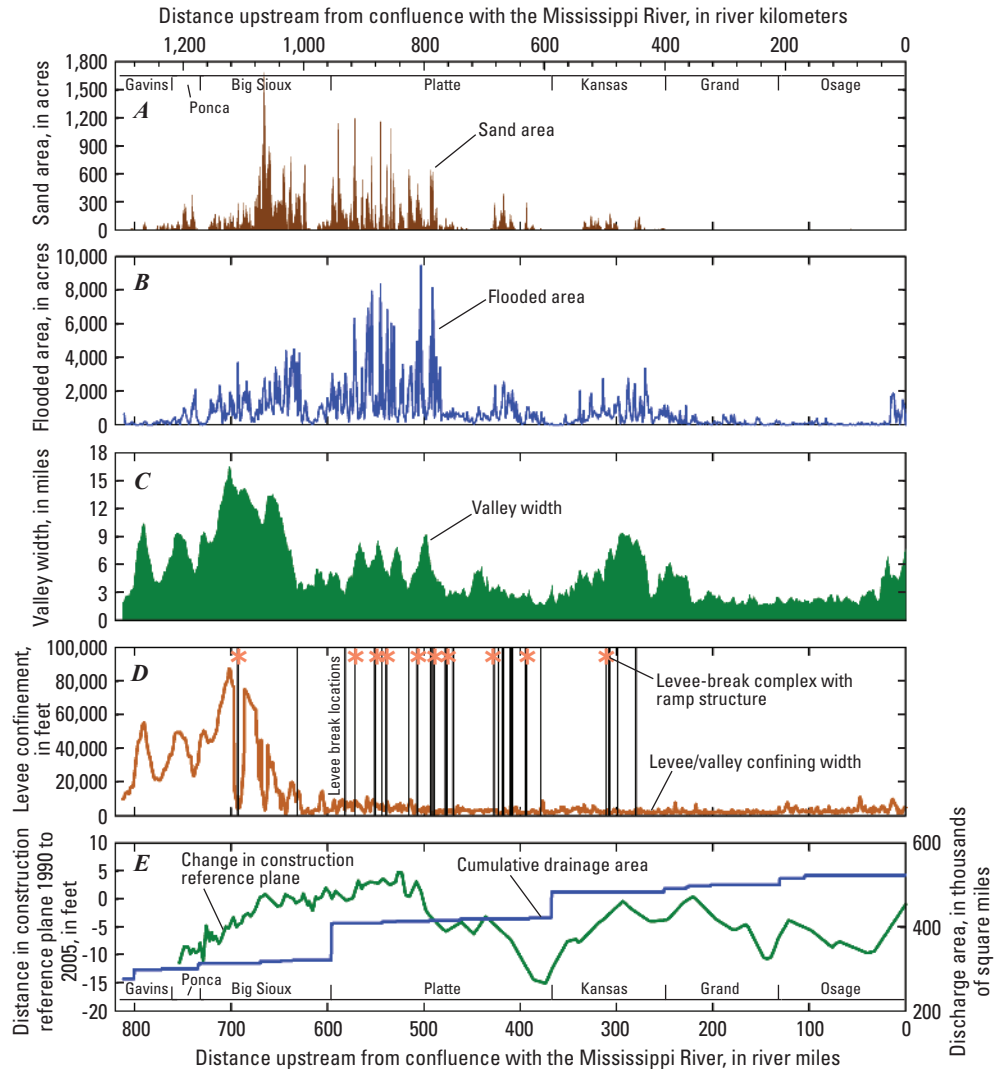 Distance upstream from confluence with the Mississippi River, in river kilometers
1,200 1,000 800 600 400 200 0
1,800
1,500
1,200
900
600
300
0
Sand area, in acres
Gavins Ponca Big Sioux Platte Kansas Grand Osage
A
Sand area
10,000
8,000
6,000
4,000
2,000
0
Flooded area, in acres
B
Flooded area
18
15
12
9
6
3
0
Valley width, in miles
C
Valley width
100,000
80,000
60,000
40,000
20,000
0
Levee confinement,
in feet
D
Levee break locations
Levee-break complex with
ramp structure
Levee/valley confining width
10
5
0
-5
-10
-15
-20
Distance in construction
reference plane 1990 to
2005, in feet
E
Change in construction
reference plane
Cumulative drainage area
600
400
200
Discharge area, in thousands
of square miles
Gavins Ponca Big Sioux Platte Kansas Grand Osage
800 700 600 500 400 300 200 100 0
Distance upstream from confluence with the Mississippi River, in river miles